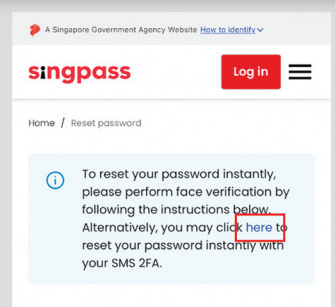 A Singapore Government Agency Website How to identify
singpass
Log in
Home / Reset password
To reset your password instantly,
please perform face verification by
following the instructions below.
Alternatively, you may click here to
reset your password instantly with
your SMS 2FA.